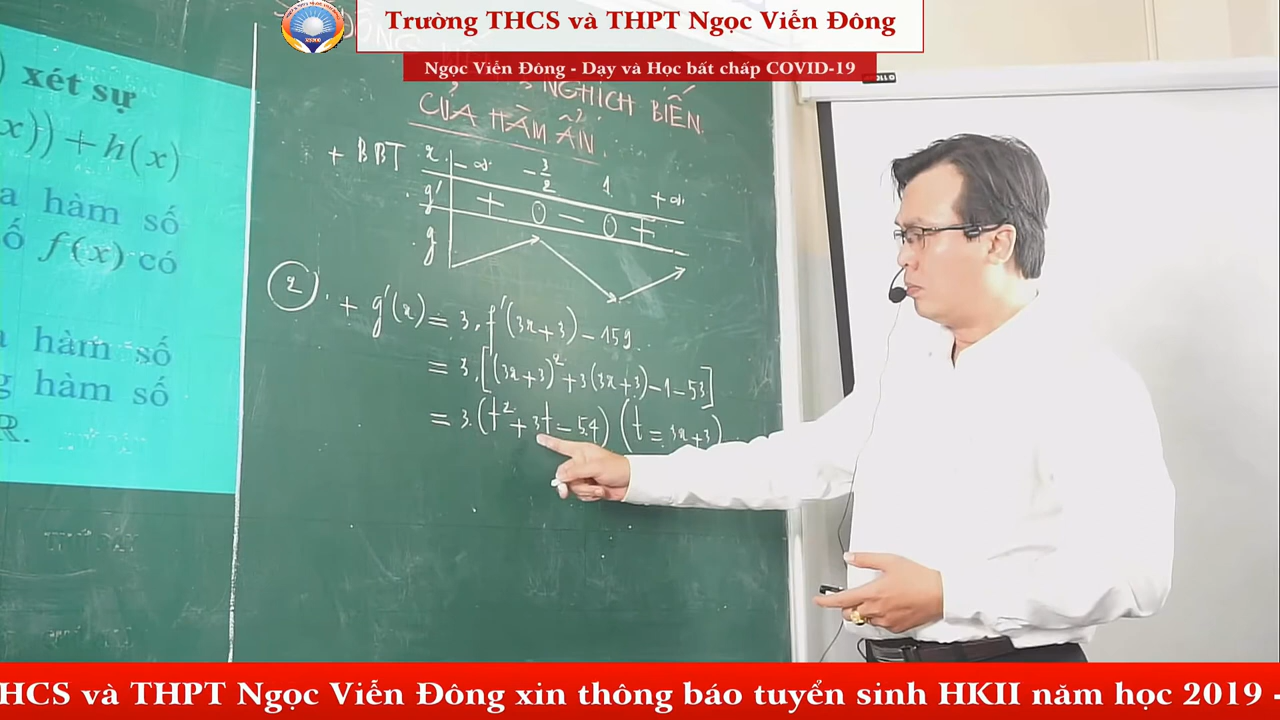 Trường THCS và THPT Ngọc Viễn Đông
Ngọc Viễn Đông - Dạy và Học bất chấp COVID-19
) xét sự
x)) + h(x)
a hàm số
ố f(x) có
hàm số
g hàm số
R.
NGHỊCH BIẾN
CỦA HÀM ẨN.
+ BBT x -∞ -3/2 1 +∞
g' + 0 - 0 +
g
2 + g'(x) = 3.f'(3x+3) - 159
= 3.[(3x+3)² + 3(3x+3) - 1 - 53]
= 3.(t² + 3t - 54) (t = 3x+3)
HCS và THPT Ngọc Viễn Đông xin thông báo tuyển sinh HKII năm học 2019 -